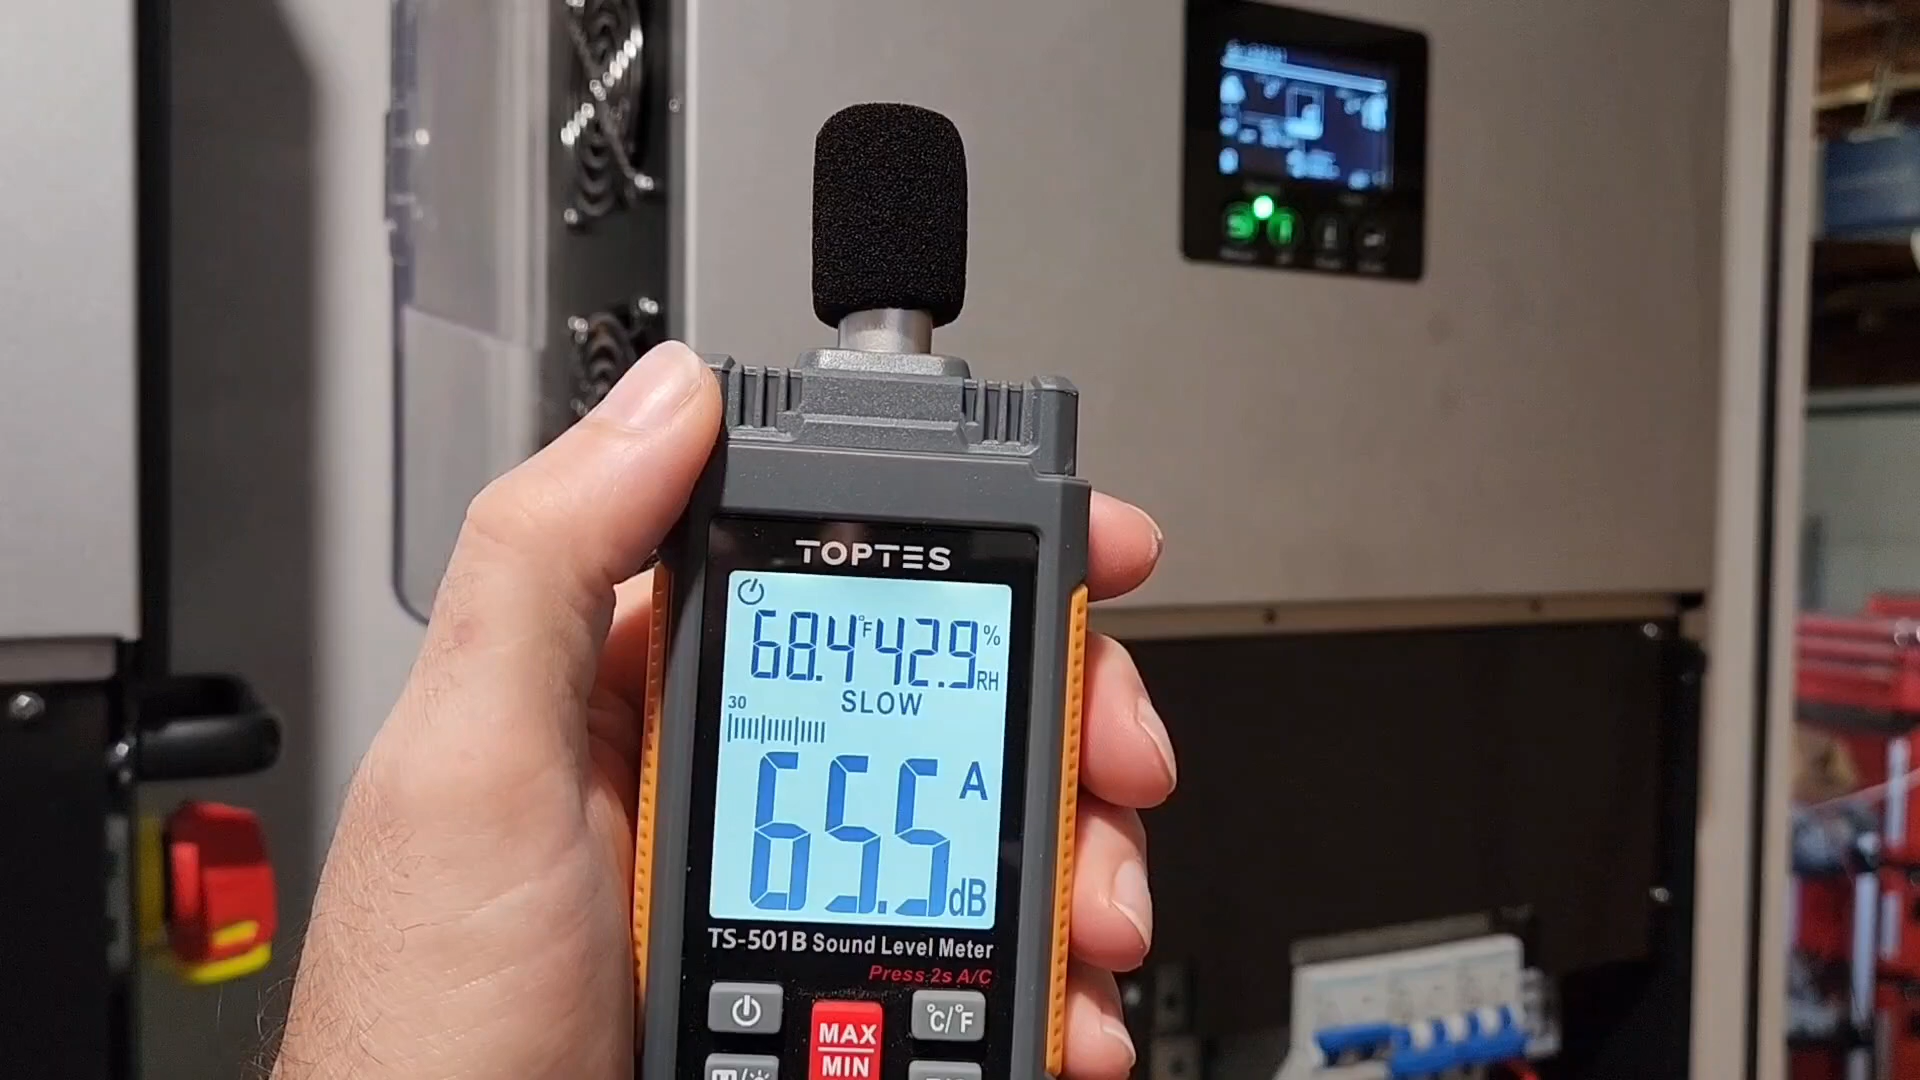 TOPTES
68.4°F 42.9% RH
SLOW
30
A
65.5 dB
TS-501B Sound Level Meter
Press 2s A/C
°C/°F
MAX
MIN